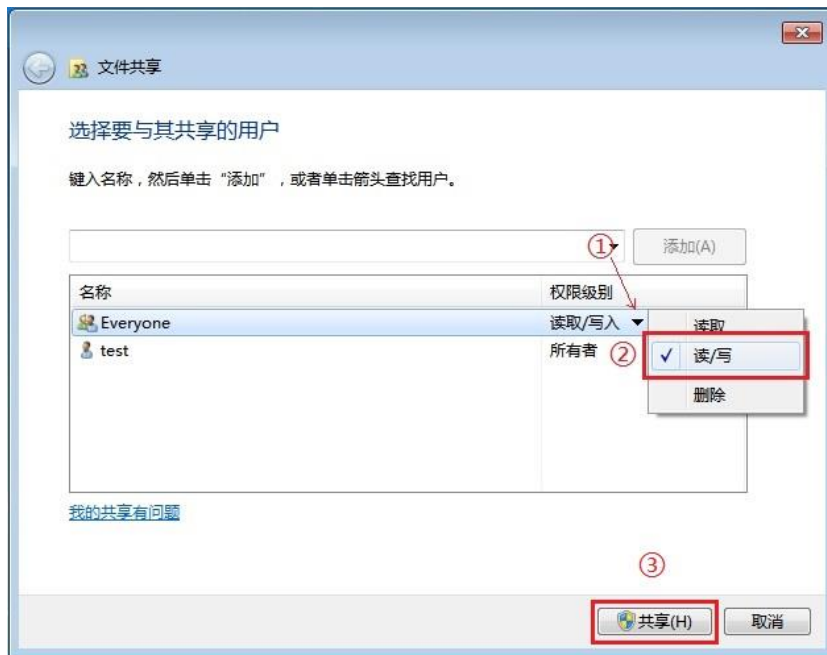 文件共享
选择要与其共享的用户
键入名称，然后单击“添加”，或者单击箭头查找用户。
① 添加(A)
名称 权限级别
Everyone 读取/写入 读取
test 所有者 ② ✓ 读/写
删除
我的共享有问题
③
共享(H) 取消